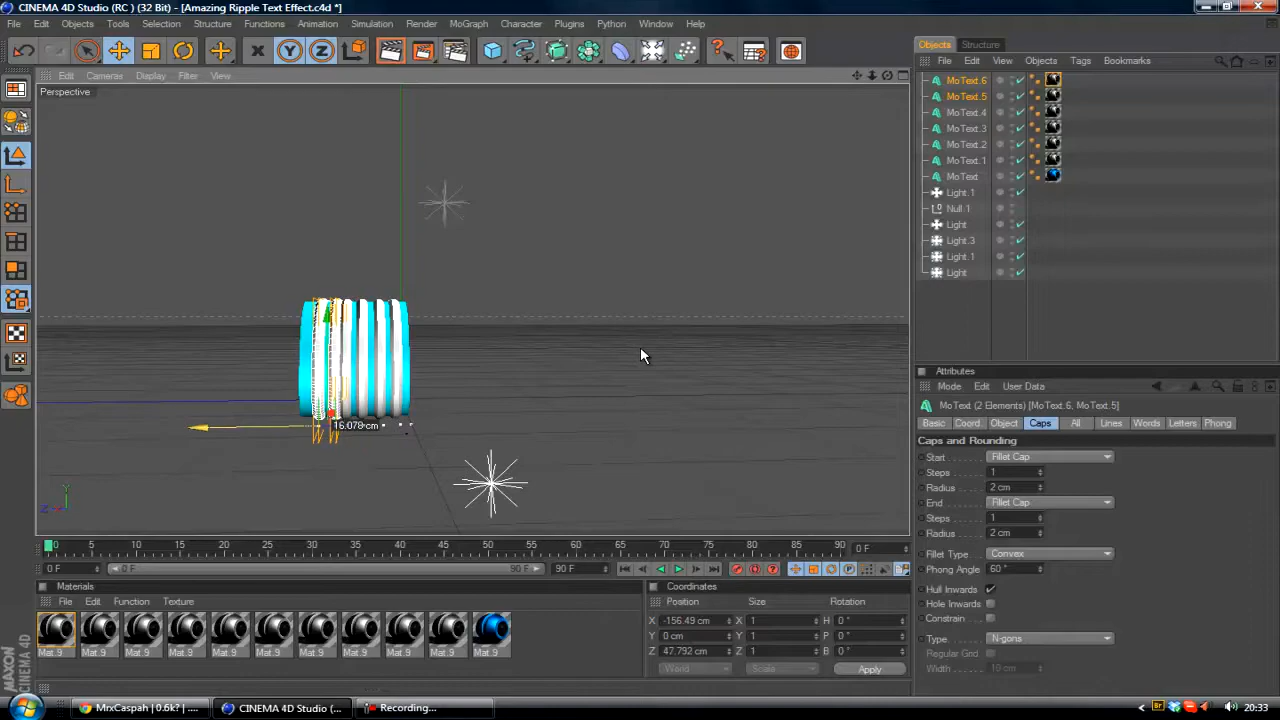 CINEMA 4D Studio (RC ) (32 Bit) - [Amazing Ripple Text Effect.c4d *]
File Edit Objects Tools Selection Structure Functions Animation Simulation Render MoGraph Character Plugins Python Window Help
Edit Cameras Display Filter View
Perspective
16.078 cm
Y
Z
0 5 10 15 20 25 30 35 40 45 50 55 60 65 70 75 80 85 90 0 F
0 F 0 F 90 F 90 F
Materials
File Edit Function Texture
Mat.9 Mat.9 Mat.9 Mat.9 Mat.9 Mat.9 Mat.9 Mat.9 Mat.9 Mat.9 Mat.9
Coordinates
Position Size Rotation
X -156.49 cm X 1 H 0 °
Y 0 cm Y 1 P 0 °
Z 47.792 cm Z 1 B 0 °
World Scale Apply
Objects Structure
File Edit View Objects Tags Bookmarks
MoText.6
MoText.5
MoText.4
MoText.3
MoText.2
MoText.1
MoText
Light.1
Null.1
Light
Light.3
Light.1
Light
Attributes
Mode Edit User Data
MoText (2 Elements) [MoText.6, MoText.5]
Basic Coord. Object Caps All Lines Words Letters Phong
Caps and Rounding
Start Fillet Cap
Steps 1
Radius 2 cm
End Fillet Cap
Steps 1
Radius 2 cm
Fillet Type Convex
Phong Angle 60 °
Hull Inwards
Hole Inwards
Constrain
Type N-gons
Regular Grid
Width 10 cm
MAXON
CINEMA 4D
MrxCaspah | 0.6k? | ... CINEMA 4D Studio (... Recording... Br 20:33